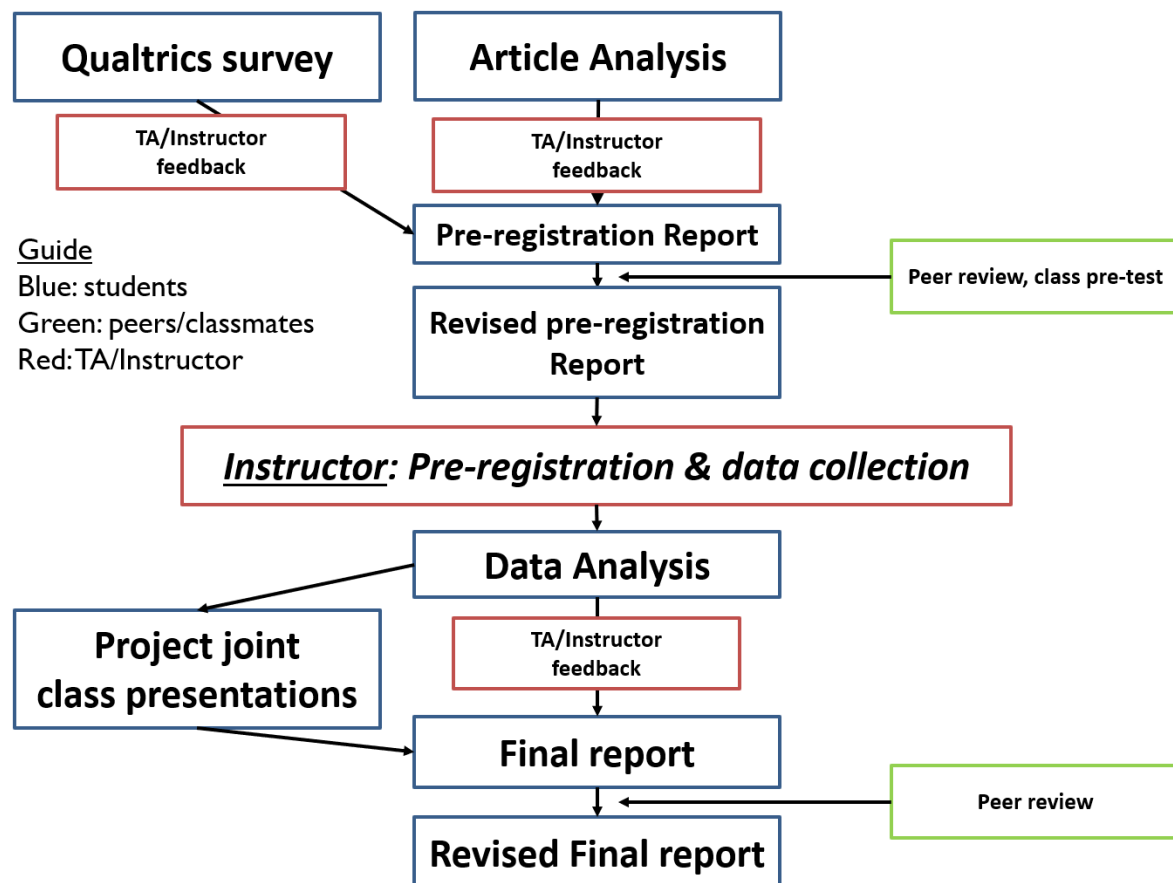 Qualtrics survey
Article Analysis
TA/Instructor
feedback
TA/Instructor
feedback
Pre-registration Report
Guide
Blue: students
Green: peers/classmates
Red: TA/Instructor
Peer review, class pre-test
Revised pre-registration
Report
Instructor: Pre-registration & data collection
Data Analysis
Project joint
class presentations
TA/Instructor
feedback
Final report
Peer review
Revised Final report